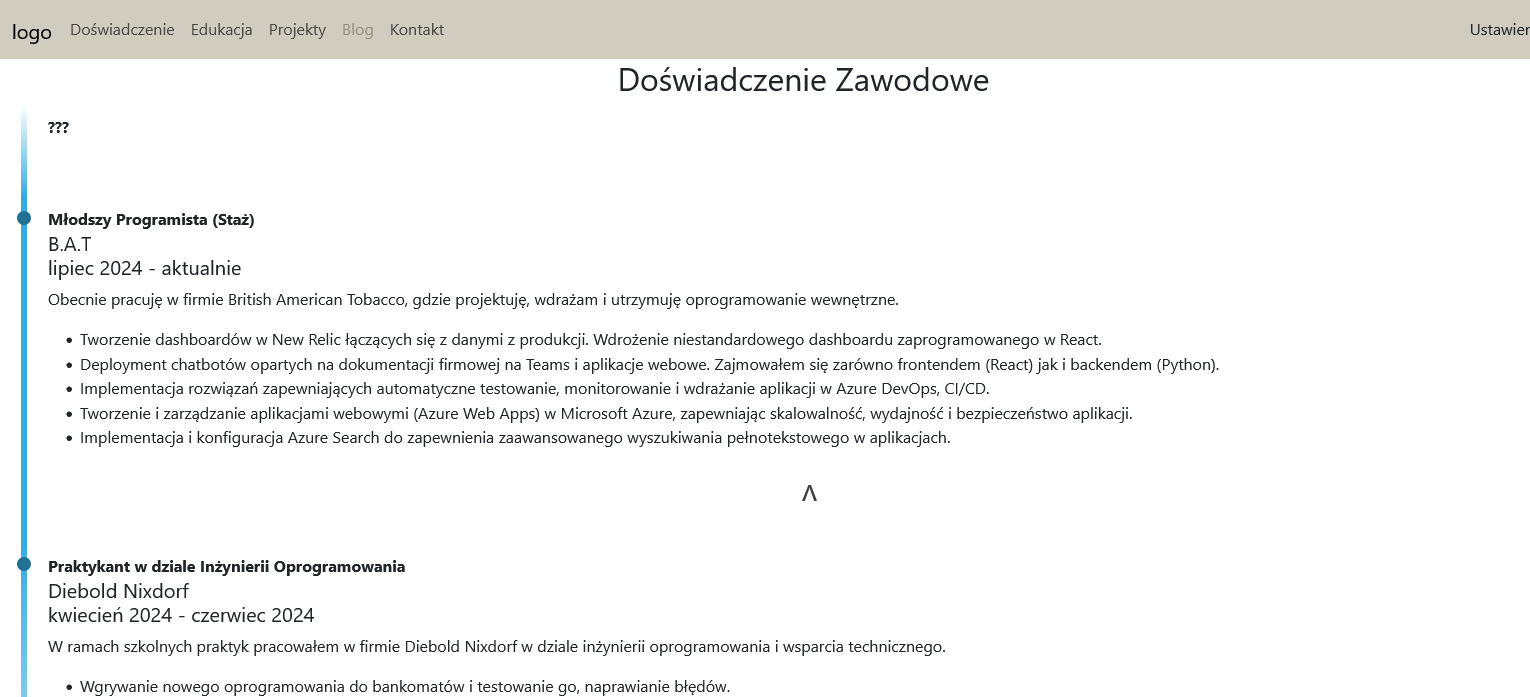 logo Doświadczenie Edukacja Projekty Blog Kontakt
Doświadczenie Zawodowe
???
Młodszy Programista (Staż)
B.A.T
lipiec 2024 - aktualnie
Obecnie pracuję w firmie British American Tobacco, gdzie projektuję, wdrażam i utrzymuję oprogramowanie wewnętrzne.
• Tworzenie dashboardów w New Relic łączących się z danymi z produkcji. Wdrożenie niestandardowego dashboardu zaprogramowanego w React.
• Deployment chatbotów opartych na dokumentacji firmowej na Teams i aplikacje webowe. Zajmowałem się zarówno frontendem (React) jak i backendem (Python).
• Implementacja rozwiązań zapewniających automatyczne testowanie, monitorowanie i wdrażanie aplikacji w Azure DevOps, CI/CD.
• Tworzenie i zarządzanie aplikacjami webowymi (Azure Web Apps) w Microsoft Azure, zapewniając skalowalność, wydajność i bezpieczeństwo aplikacji.
• Implementacja i konfiguracja Azure Search do zapewnienia zaawansowanego wyszukiwania pełnotekstowego w aplikacjach.
Praktykant w dziale Inżynierii Oprogramowania
Diebold Nixdorf
kwiecień 2024 - czerwiec 2024
W ramach szkolnych praktyk pracowałem w firmie Diebold Nixdorf w dziale inżynierii oprogramowania i wsparcia technicznego.
• Wgrywanie nowego oprogramowania do bankomatów i testowanie go, naprawianie błędów.